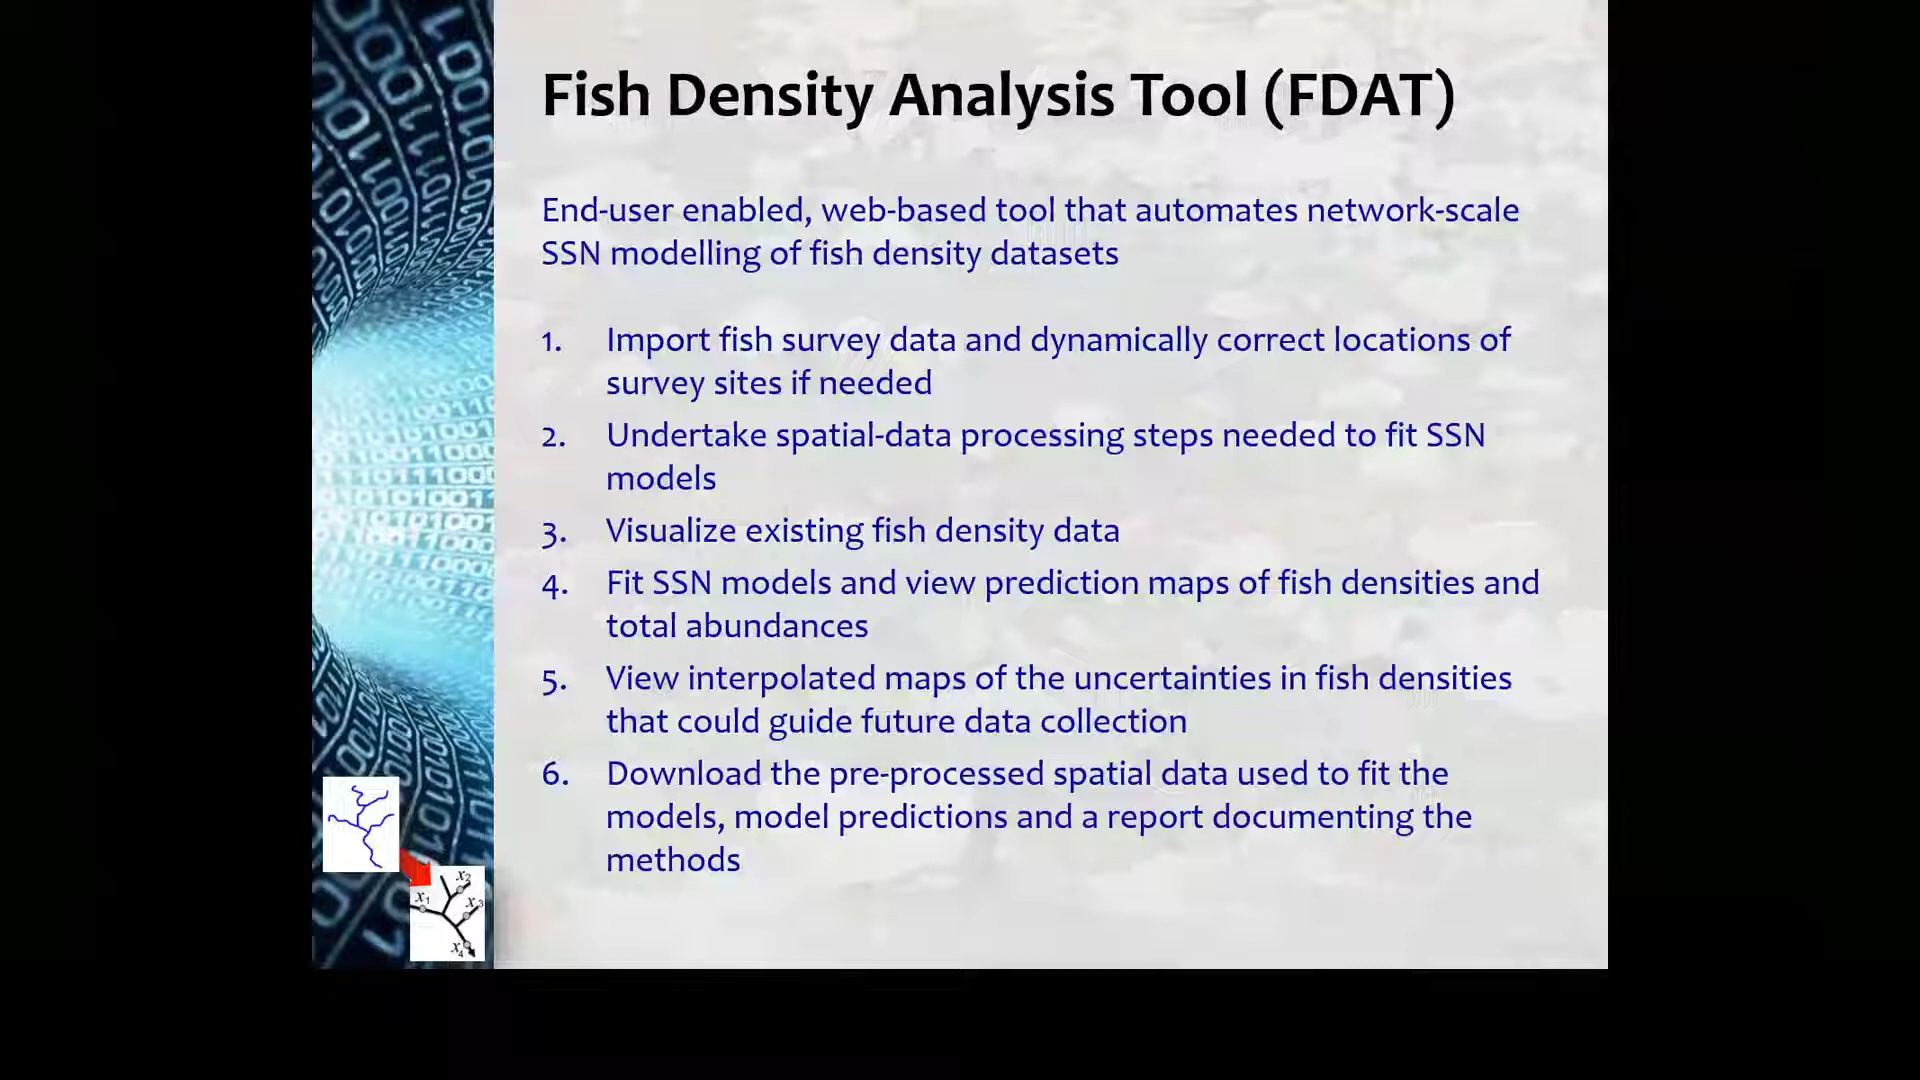 Fish Density Analysis Tool (FDAT)
End-user enabled, web-based tool that automates network-scale
SSN modelling of fish density datasets
1. Import fish survey data and dynamically correct locations of
survey sites if needed
2. Undertake spatial-data processing steps needed to fit SSN
models
3. Visualize existing fish density data
4. Fit SSN models and view prediction maps of fish densities and
total abundances
5. View interpolated maps of the uncertainties in fish densities
that could guide future data collection
6. Download the pre-processed spatial data used to fit the
models, model predictions and a report documenting the
methods
x2
x1
x3
x4